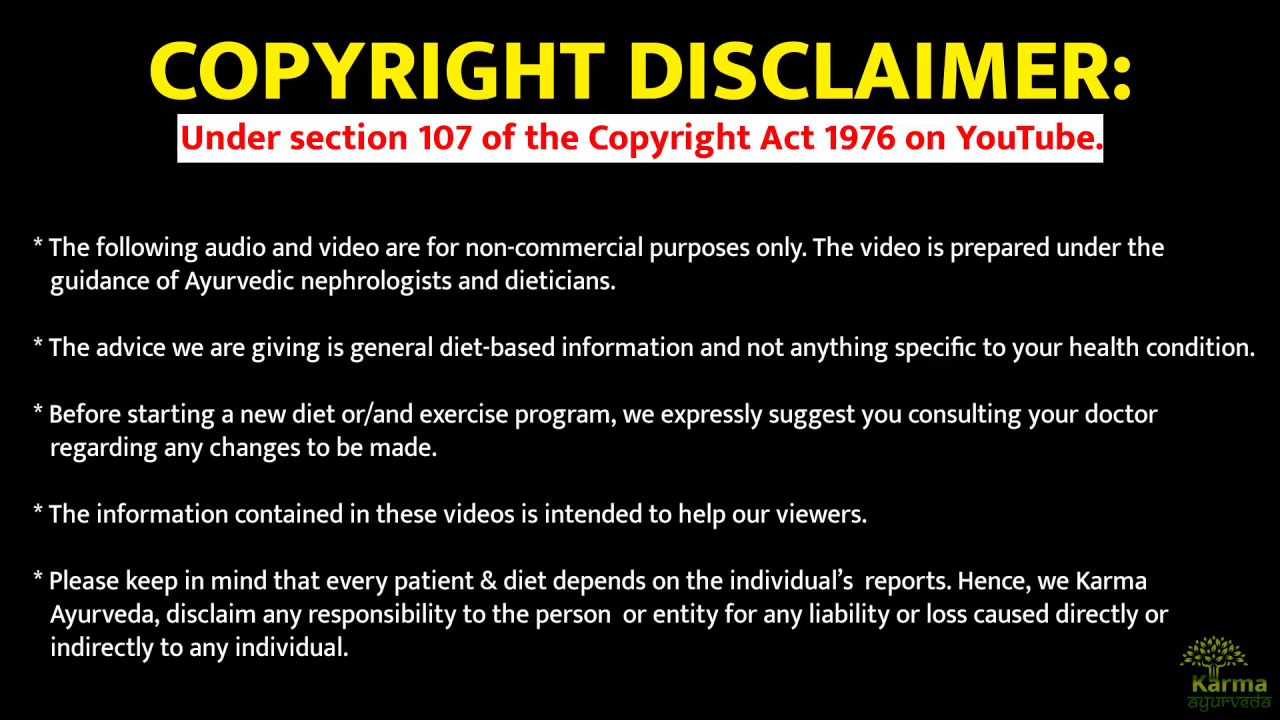 COPYRIGHT DISCLAIMER:
Under section 107 of the Copyright Act 1976 on YouTube.
* The following audio and video are for non-commercial purposes only. The video is prepared under the
guidance of Ayurvedic nephrologists and dieticians.
* The advice we are giving is general diet-based information and not anything specific to your health condition.
* Before starting a new diet or/and exercise program, we expressly suggest you consulting your doctor
regarding any changes to be made.
* The information contained in these videos is intended to help our viewers.
* Please keep in mind that every patient & diet depends on the individual’s  reports. Hence, we Karma
Ayurveda, disclaim any responsibility to the person  or entity for any liability or loss caused directly or
indirectly to any individual.
Karma
ayurveda